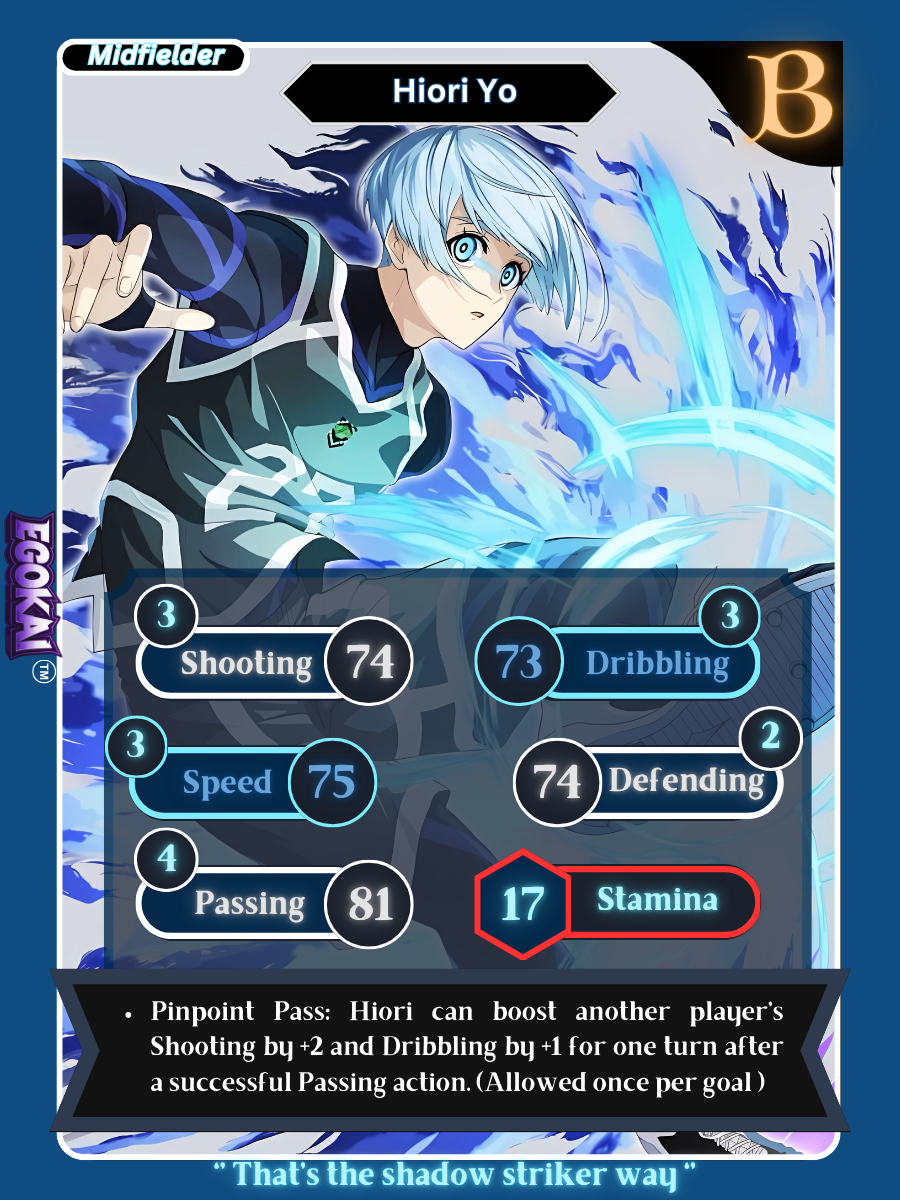 Midfielder
Hiori Yo
B
EGOKAI
TM
3
Shooting 74
3
73 Dribbling
3
Speed 75
2
74 Defending
4
Passing 81
17 Stamina
• Pinpoint Pass: Hiori can boost another player's
Shooting by +2 and Dribbling by +1 for one turn after
a successful Passing action. (Allowed once per goal )
“ That's the shadow striker way “